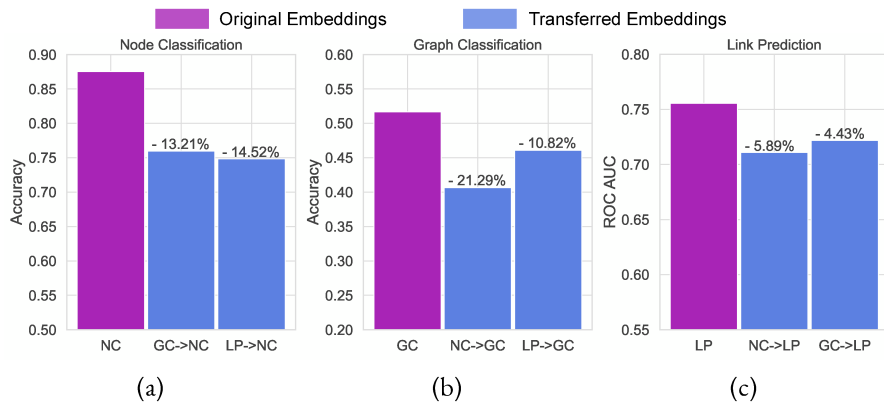 Original Embeddings Transferred Embeddings
Node Classification
Accuracy
0.90
0.85
0.80
0.75
0.70
0.65
0.60
0.55
0.50
- 13.21%
- 14.52%
NC GC->NC LP->NC
(a)
Graph Classification
Accuracy
0.60
0.55
0.50
0.45
0.40
0.35
0.30
0.25
0.20
- 21.29%
- 10.82%
GC NC->GC LP->GC
(b)
Link Prediction
ROC AUC
0.80
0.75
0.70
0.65
0.60
0.55
- 5.89%
- 4.43%
LP NC->LP GC->LP
(c)